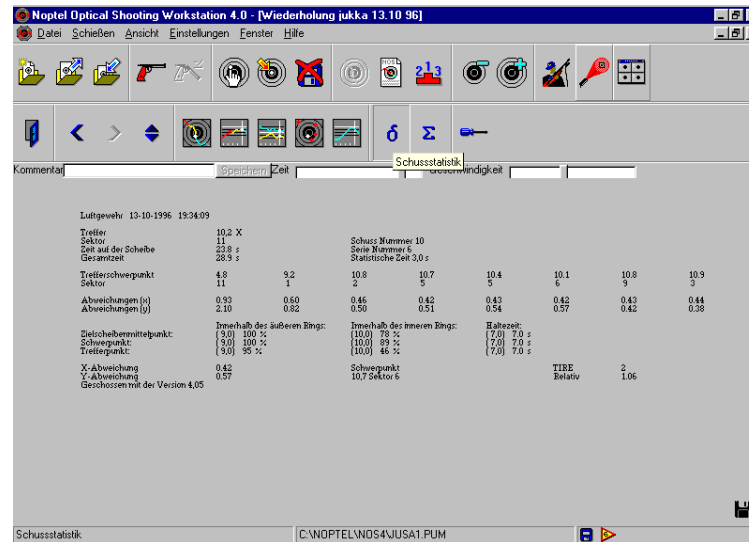 Noptel Optical Shooting Workstation 4.0 - [Wiederholung jukka 13.10 96]
Datei Schießen Ansicht Einstellungen Fenster Hilfe
NOS
2 1 3
δ Σ
Schussstatistik
Kommentar Speichern Zeit Geschwindigkeit
Luftgewehr 13-10-1996 19:34:09
Treffer 10,2 X
Sektor 11 Schuss Nummer 10
Zeit auf der Scheibe 23.8 s Serie Nummer 6
Gesamtzeit 28.9 s Statistische Zeit 3,0 s
Trefferschwerpunkt 4.8 9.2 10.8 10.7 10.4 10.1 10.8 10.9
Sektor 11 1 2 5 5 6 9 3
Abweichungen (x) 0.93 0.60 0.46 0.42 0.43 0.42 0.43 0.44
Abweichungen (y) 2.10 0.82 0.50 0.51 0.54 0.57 0.42 0.38
Innerhalb des äußeren Rings: Innerhalb des inneren Rings: Haltezeit:
Zielscheibenmittelpunkt: ( 9,0) 100 % (10,0) 78 % ( 7,0) 7.0 s
Schwerpunkt: ( 9,0) 100 % (10,0) 89 % ( 7,0) 7.0 s
Trefferpunkt: ( 9,0) 95 % (10,0) 46 % ( 7,0) 7.0 s
X-Abweichung 0.42 Schwerpunkt TIRE 2
Y-Abweichung 0.57 10,7 Sektor 6 Relativ 1.06
Geschossen mit der Version 4,05
Schussstatistik C:\NOPTEL\NOS4\JUSA1.PUM